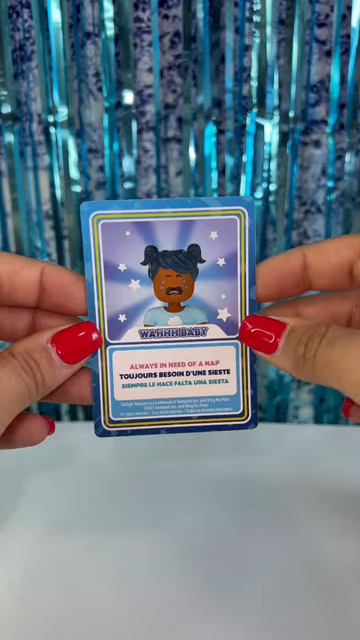 WAHHH BABY
ALWAYS IN NEED OF A NAP
TOUJOURS BESOIN D'UNE SIESTE
SIEMPRE LE HACE FALTA UNA SIESTA